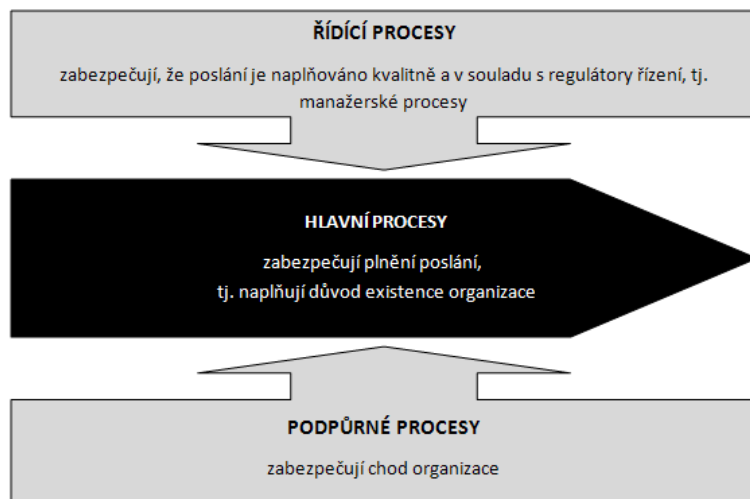 ŘÍDÍCÍ PROCESY
zabezpečují, že poslání je naplňováno kvalitně a v souladu s regulátory řízení, tj.
manažerské procesy
HLAVNÍ PROCESY
zabezpečují plnění poslání,
tj. naplňují důvod existence organizace
PODPŮRNÉ PROCESY
zabezpečují chod organizace